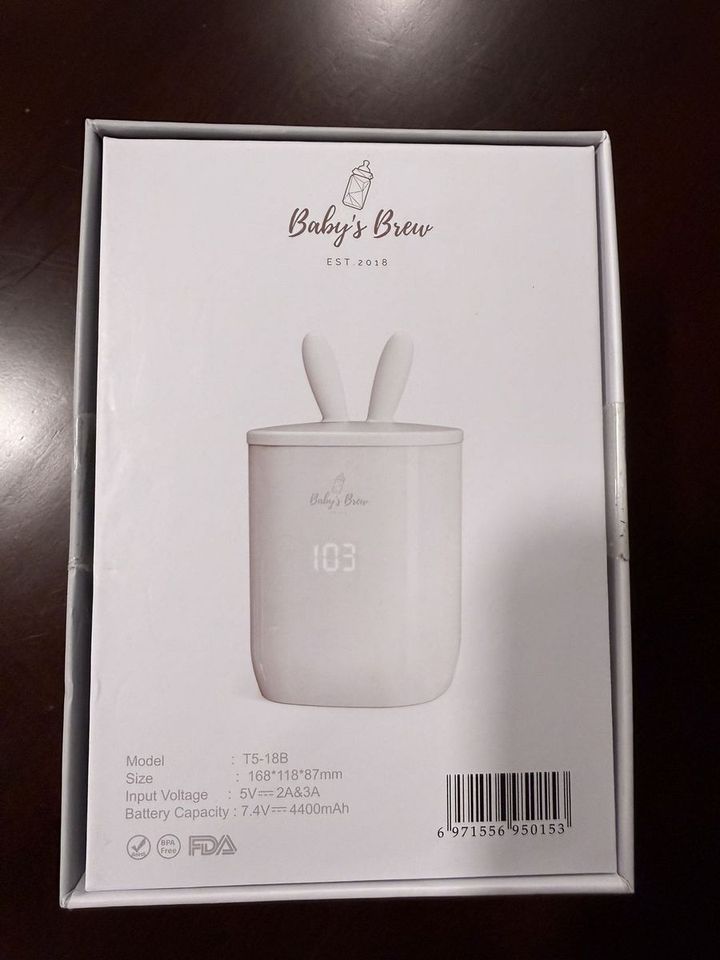 Baby's Brew
EST. 2018
Baby's Brew
103
Model : T5-18B
Size : 168*118*87mm
Input Voltage : 5V⎓2A&3A
Battery Capacity : 7.4V⎓4400mAh
RoHS
BPA Free
FDA
6 971556 950153